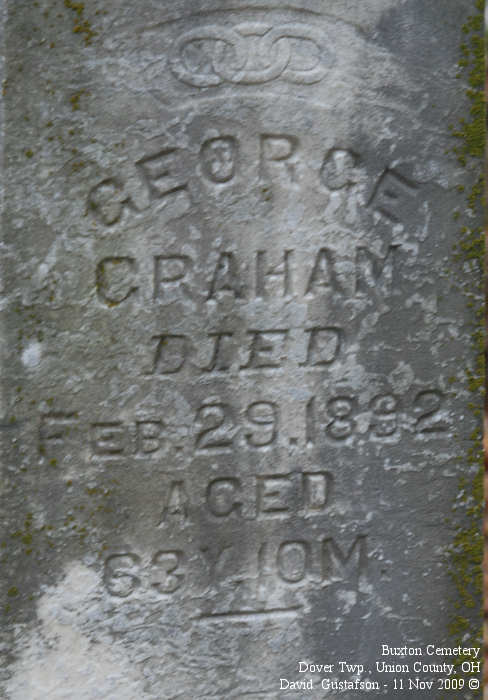 GEORGE
GRAHAM
DIED
FEB. 29. 1892
AGED
63 Y. 10 M.
Buxton Cemetery
Dover Twp., Union County, OH
David Gustafson - 11 Nov 2009 ©